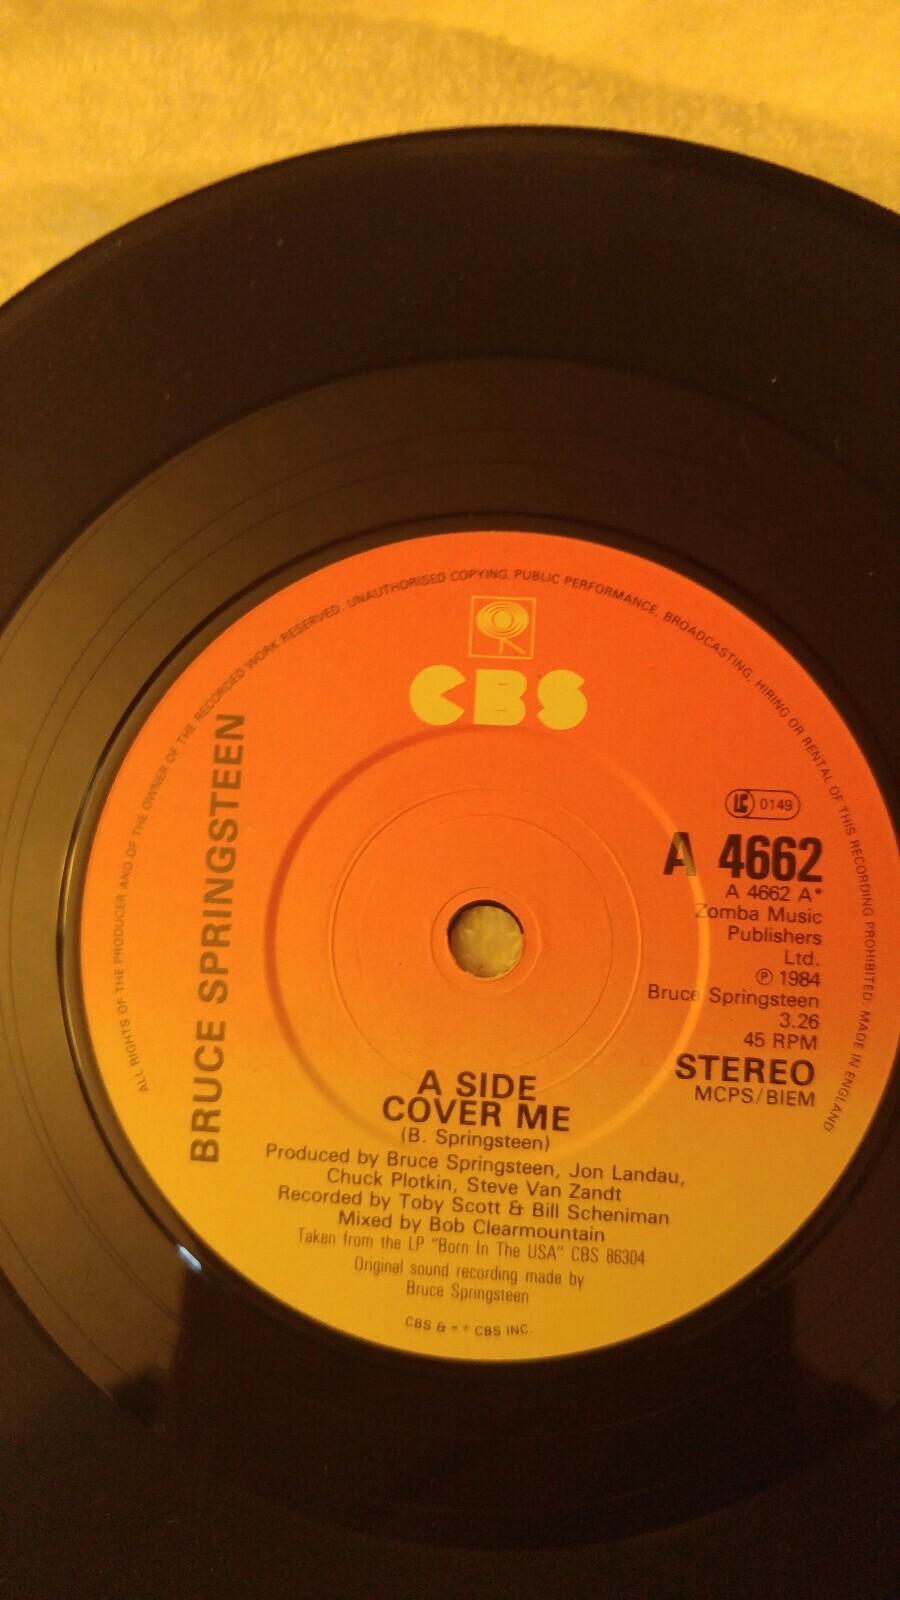 ALL RIGHTS OF THE PRODUCER AND OF THE OWNER OF THE RECORDED WORK RESERVED. UNAUTHORISED COPYING, PUBLIC PERFORMANCE, BROADCASTING, HIRING OR RENTAL OF THIS RECORDING PROHIBITED. MADE IN ENGLAND
CBS
BRUCE SPRINGSTEEN
LC 0149
A 4662
A 4662 A*
Zomba Music
Publishers
Ltd.
℗ 1984
Bruce Springsteen
3.26
45 RPM
STEREO
MCPS/BIEM
A SIDE
COVER ME
(B. Springsteen)
Produced by Bruce Springsteen, Jon Landau,
Chuck Plotkin, Steve Van Zandt
Recorded by Toby Scott & Bill Scheniman
Mixed by Bob Clearmountain
Taken from the LP "Born In The USA" CBS 86304
Original sound recording made by
Bruce Springsteen
CBS & = * CBS INC.